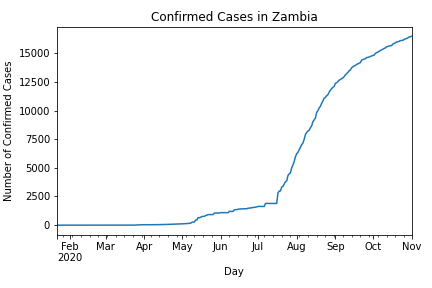 Confirmed Cases in Zambia
Number of Confirmed Cases
15000
12500
10000
7500
5000
2500
0
Feb Mar Apr May Jun Jul Aug Sep Oct Nov
2020
Day